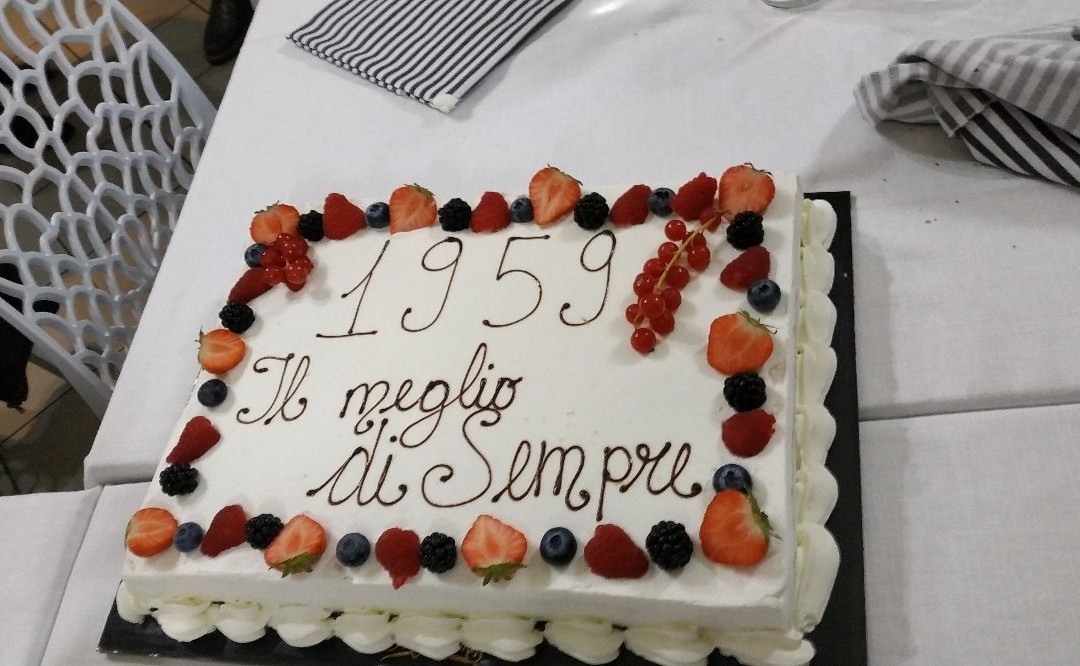 1959
Il meglio
di Sempre